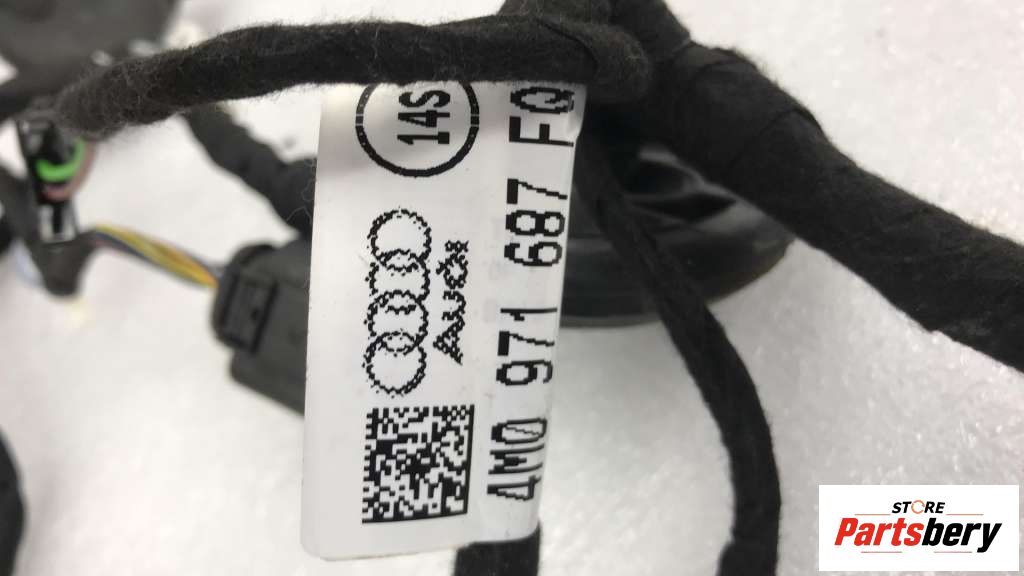 14S
Audi
4M0 971 687 FQ
STORE
Partsbery